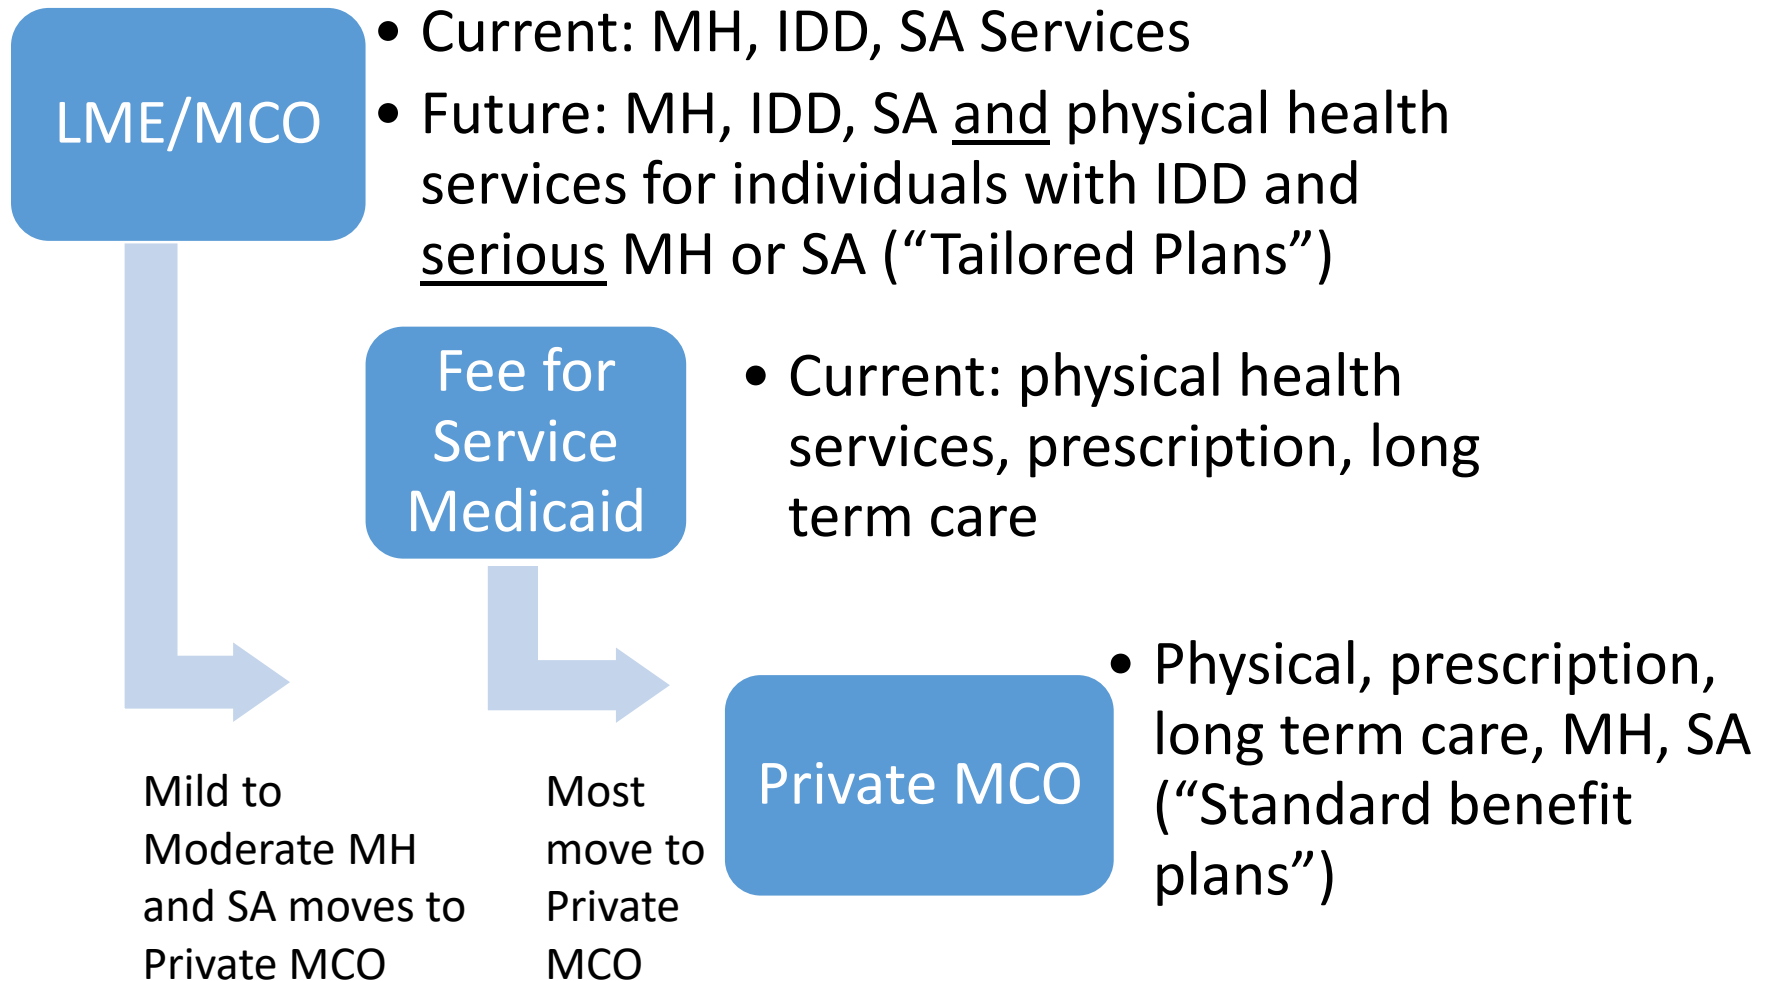 LME/MCO
• Current: MH, IDD, SA Services
• Future: MH, IDD, SA and physical health
services for individuals with IDD and
serious MH or SA (“Tailored Plans”)
Fee for
Service
Medicaid
• Current: physical health
services, prescription, long
term care
Mild to
Moderate MH
and SA moves to
Private MCO
Most
move to
Private
MCO
Private MCO
• Physical, prescription,
long term care, MH, SA
(“Standard benefit
plans”)